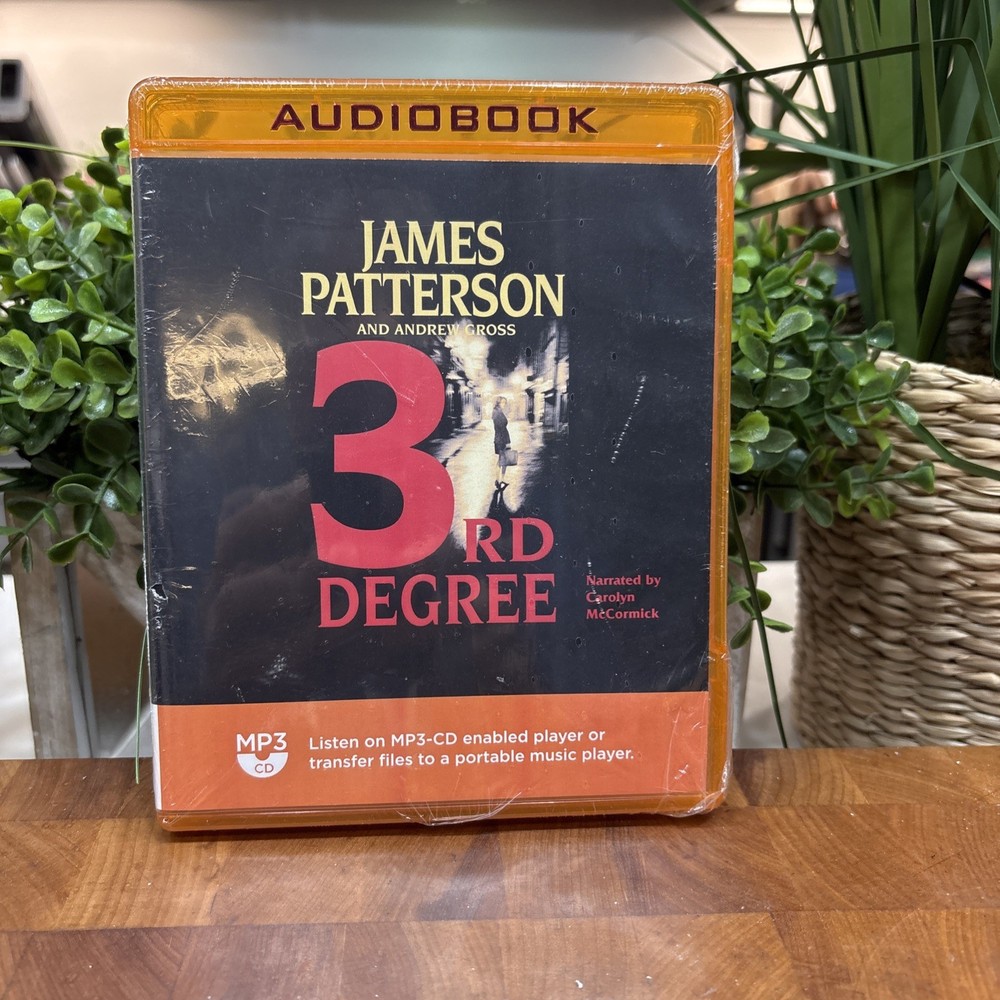 AUDIOBOOK
JAMES
PATTERSON
AND ANDREW GROSS
3RD
DEGREE
Narrated by
Carolyn
McCormick
MP3
CD
Listen on MP3-CD enabled player or
transfer files to a portable music player.